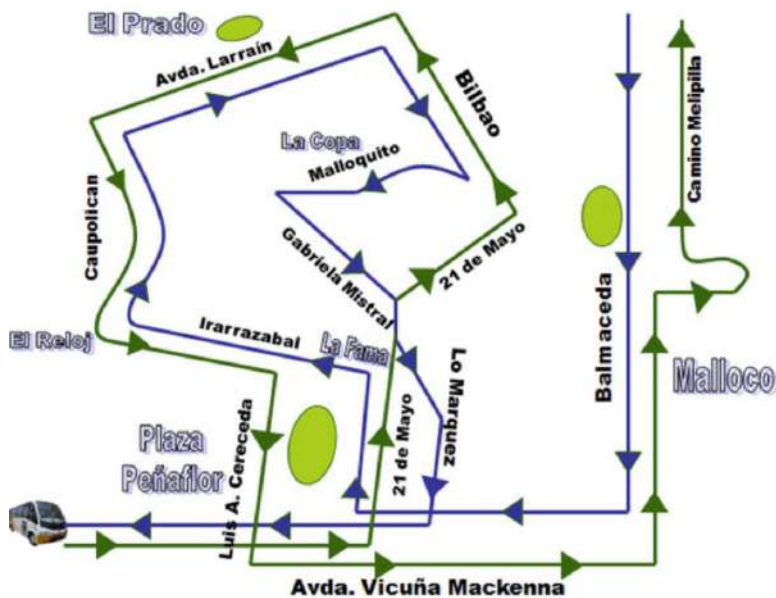 El Prado
Avda. Larraín
Bilbao
Camino Melipilla
La Copa
Malloquito
Caupolican
Gabriela Mistral
21 de Mayo
El Reloj
Irarrazabal
La Fama
Lo Marquez
Balmaceda
Malloco
Plaza
Peñaflor
Luis A. Cereceda
21 de Mayo
Avda. Vicuña Mackenna